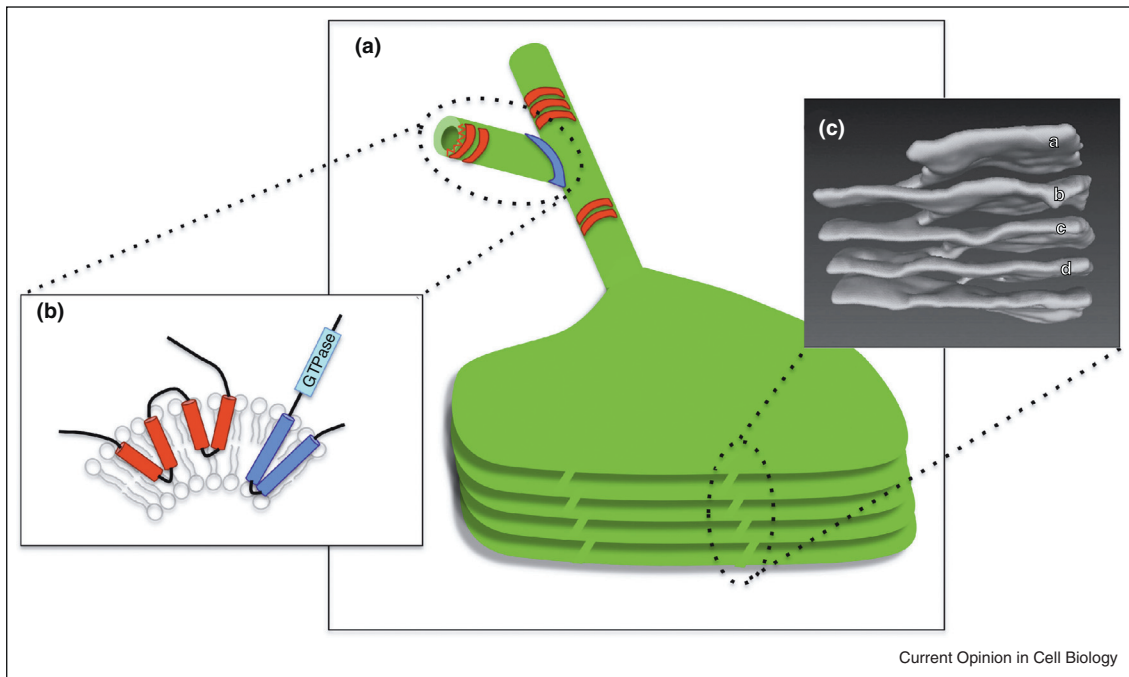 (a)
(c)
a
b
c
d
(b)
GTPase
Current Opinion in Cell Biology